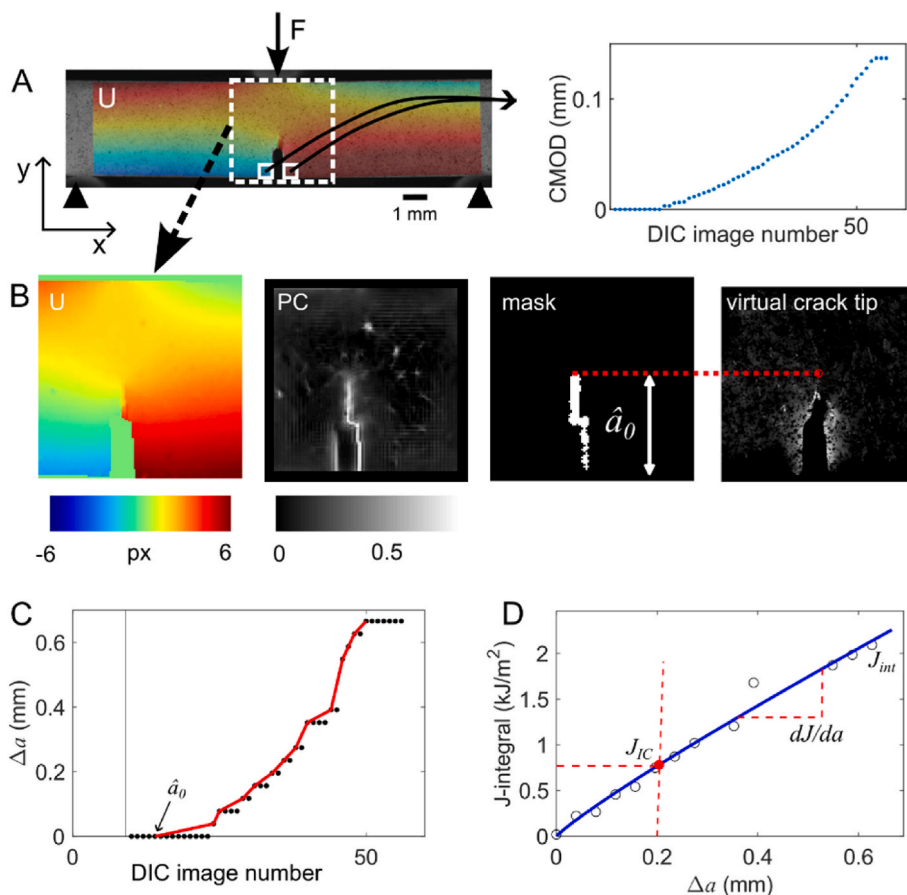 A
F
U
y
x
1 mm
CMOD (mm)
0.1
0
50
DIC image number
B
U
PC
mask
virtual crack tip
â₀
-6 px 6
0 0.5
C
Δa (mm)
0.6
0.4
0.2
0
â₀
0 50
DIC image number
D
J-integral (kJ/m²)
2
1.5
1
0.5
0
J_IC
J_int
dJ/da
0 0.2 0.4 0.6
Δa (mm)